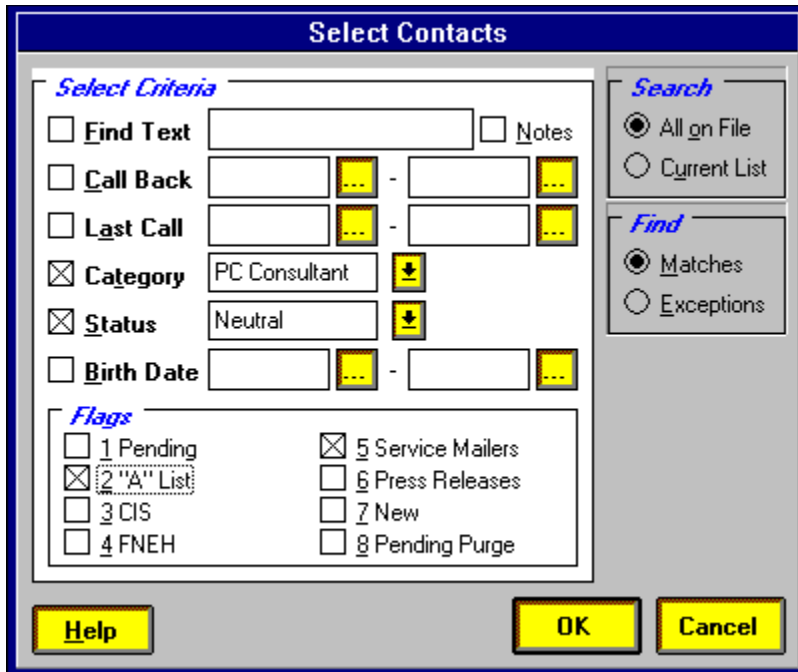 Select Contacts
Select Criteria
Find Text Notes
Call Back ... - ...
Last Call ... - ...
Category PC Consultant
Status Neutral
Birth Date ... - ...
Flags
1 Pending 5 Service Mailers
2 "A" List 6 Press Releases
3 CIS 7 New
4 FNEH 8 Pending Purge
Search
All on File
Current List
Find
Matches
Exceptions
Help OK Cancel